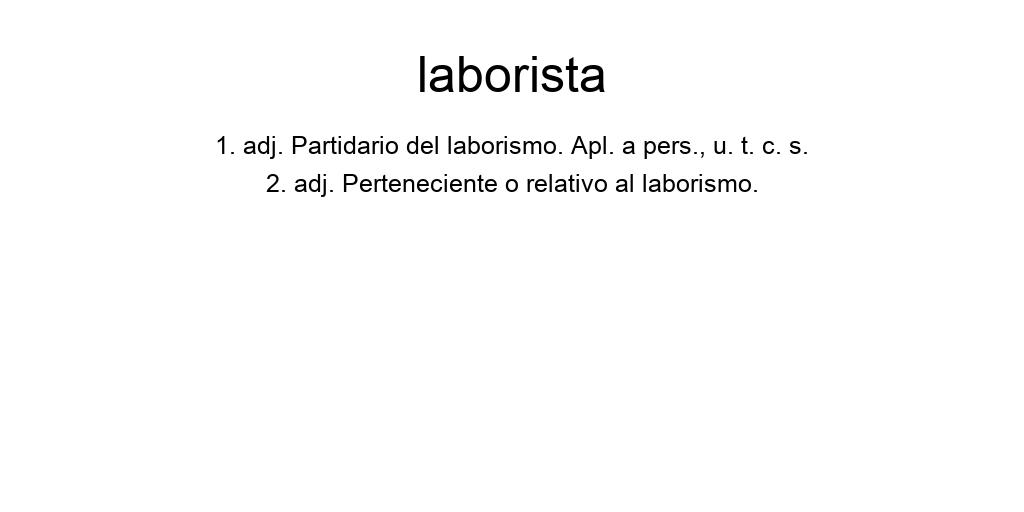 laborista
1. adj. Partidario del laborismo. Apl. a pers., u. t. c. s.
2. adj. Perteneciente o relativo al laborismo.